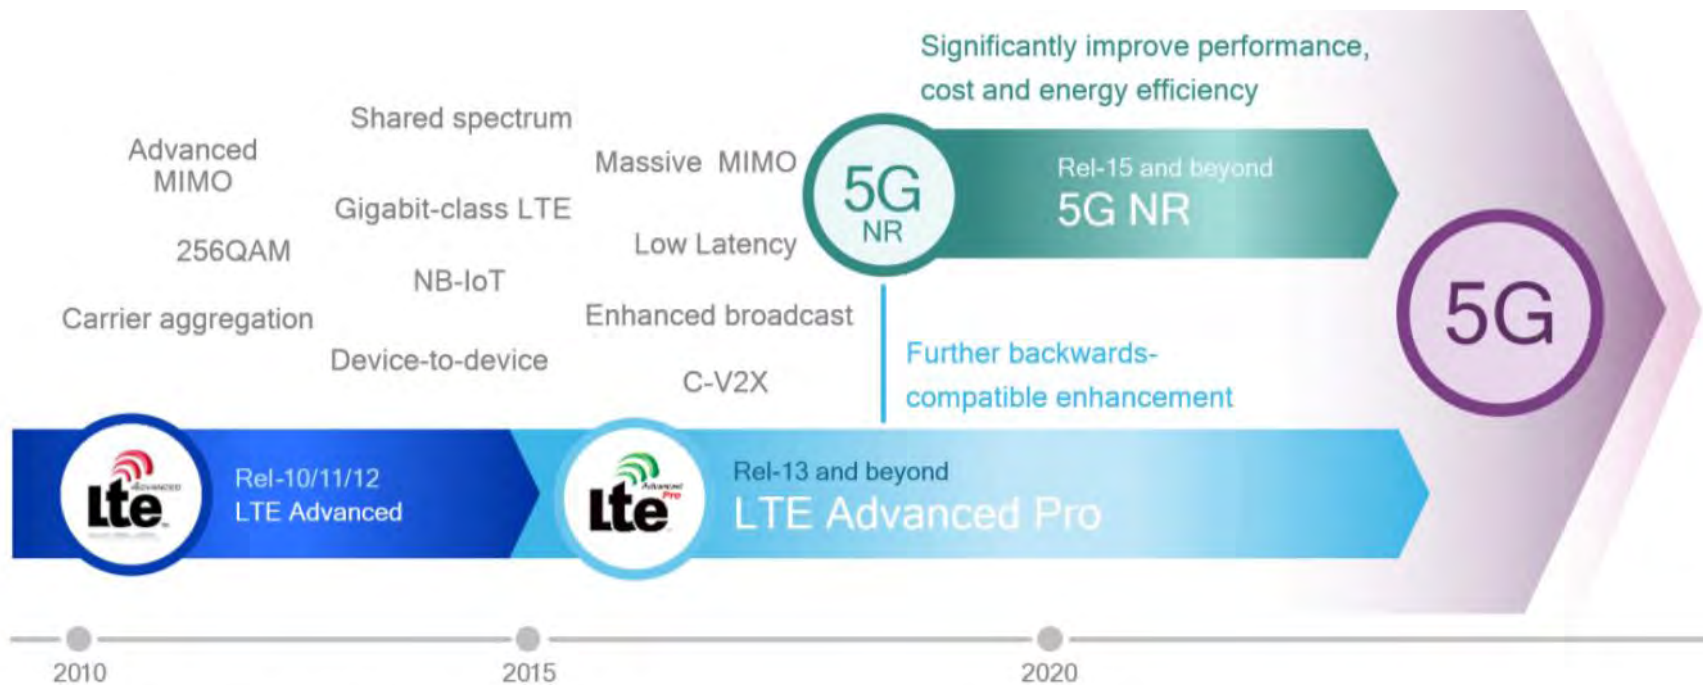 Significantly improve performance,
cost and energy efficiency
Shared spectrum
Advanced
MIMO
Massive  MIMO
Gigabit-class LTE
256QAM
Low Latency
NB-IoT
Carrier aggregation
Enhanced broadcast
Device-to-device
C-V2X
5G
NR
Rel-15 and beyond
5G NR
5G
Further backwards-
compatible enhancement
Lte
ADVANCED
Rel-10/11/12
LTE Advanced
Lte
Advanced
Pro
Rel-13 and beyond
LTE Advanced Pro
2010
2015
2020